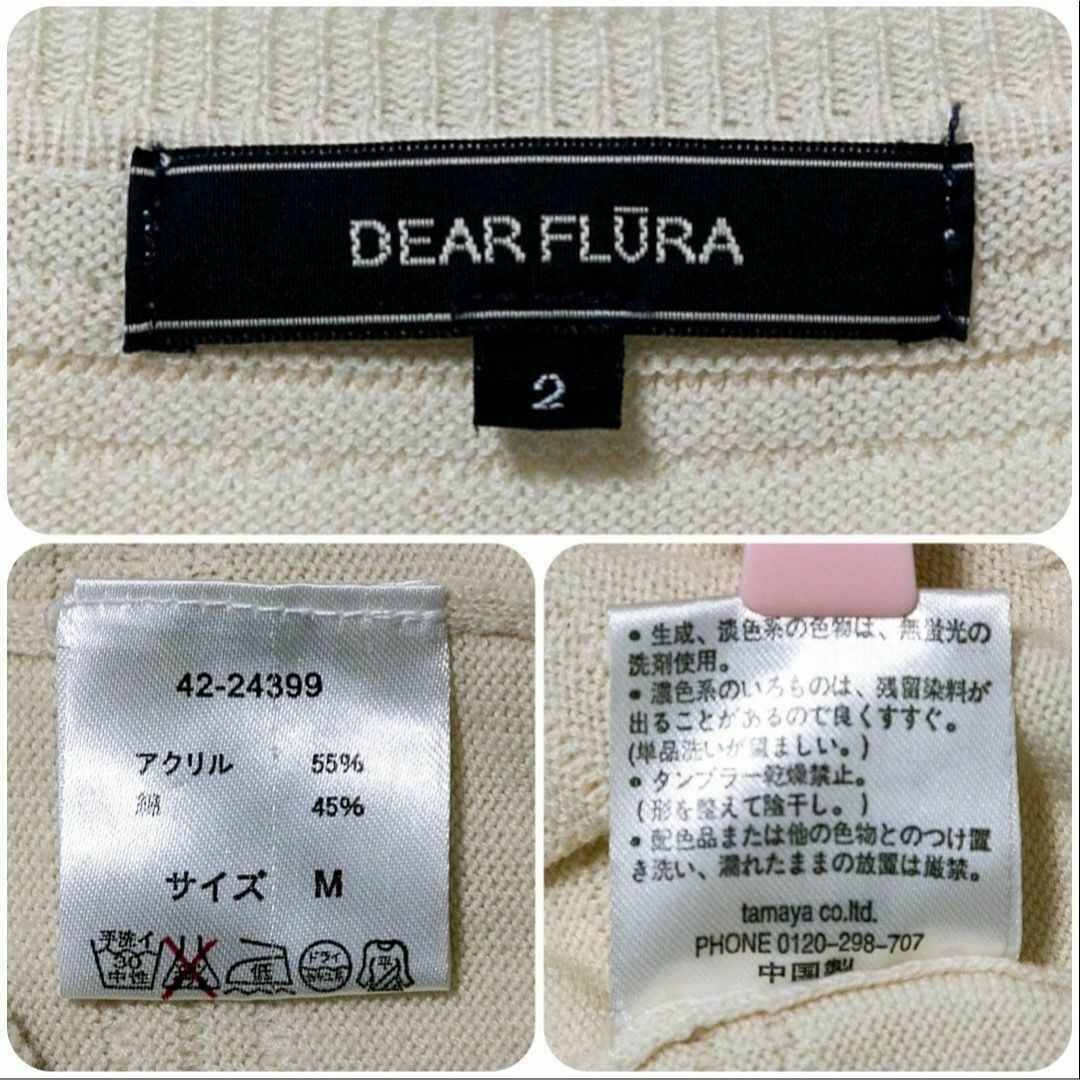 DEAR FLŪRA
2
42-24399
アクリル 55%
綿 45%
サイズ M
手洗イ
30
中性
低
ドライ
セキユ系
平
• 生成、淡色系の色物は、無蛍光の
洗剤使用。
• 濃色系のいろものは、残留染料が
出ることがあるので良くすすぐ。
(単品洗いが望ましい。)
• タンブラー乾燥禁止。
(形を整えて陰干し。)
• 配色品または他の色物とのつけ置
き洗い、濡れたままの放置は厳禁。
tamaya co.ltd.
PHONE 0120-298-707
中国製